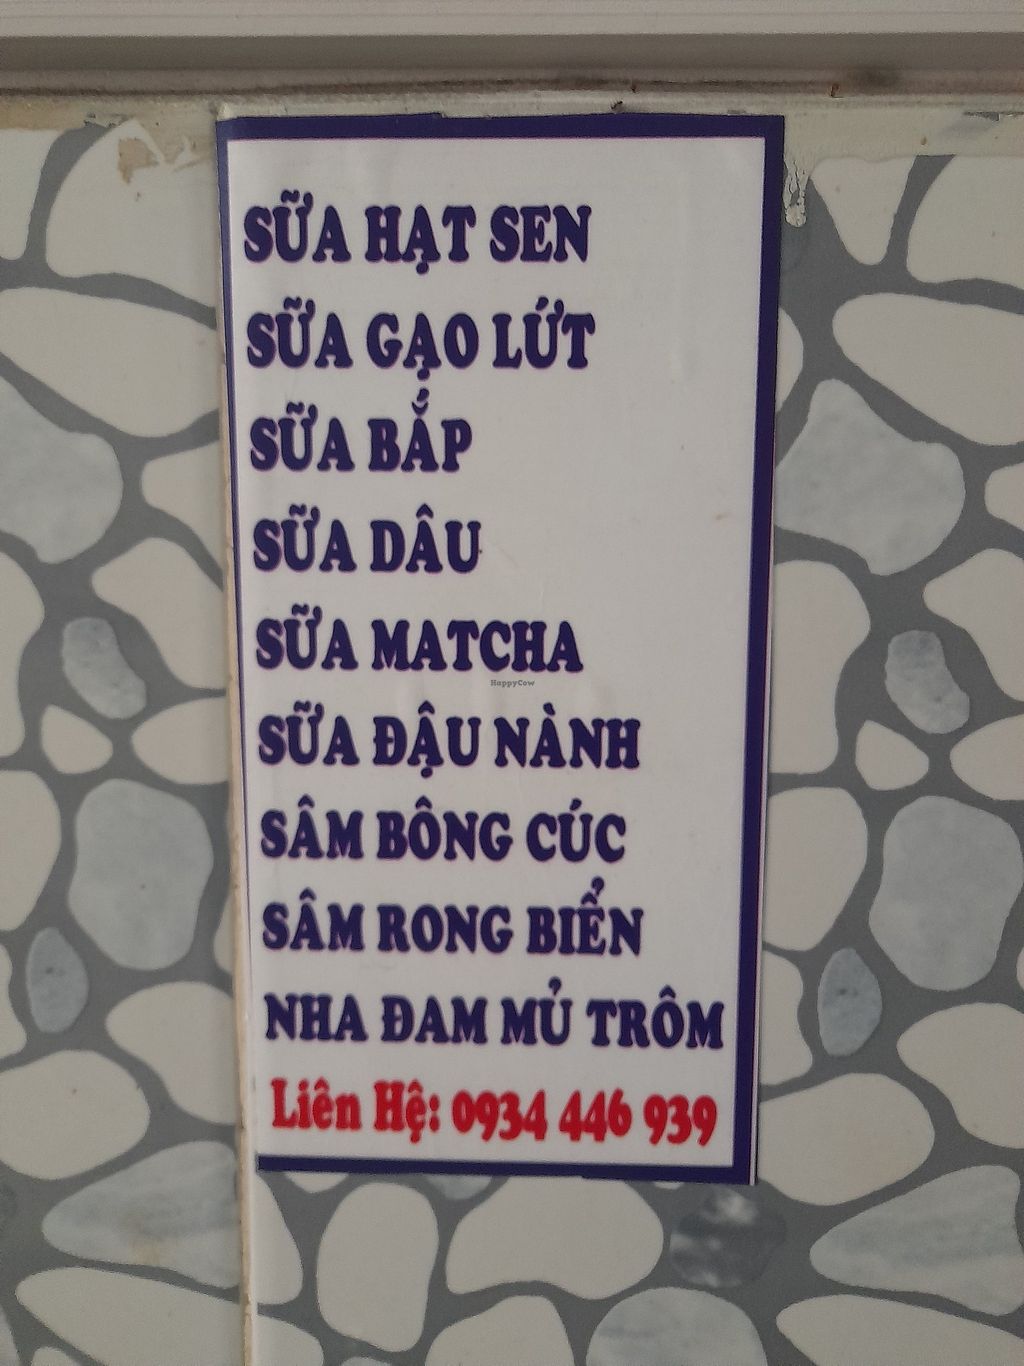 SỮA HẠT SEN
SỮA GẠO LỨT
SỮA BẮP
SỮA DÂU
SỮA MATCHA
HappyCow
SỮA ĐẬU NÀNH
SÂM BÔNG CÚC
SÂM RONG BIỂN
NHA ĐAM MỦ TRÔM
Liên Hệ: 0934 446 939